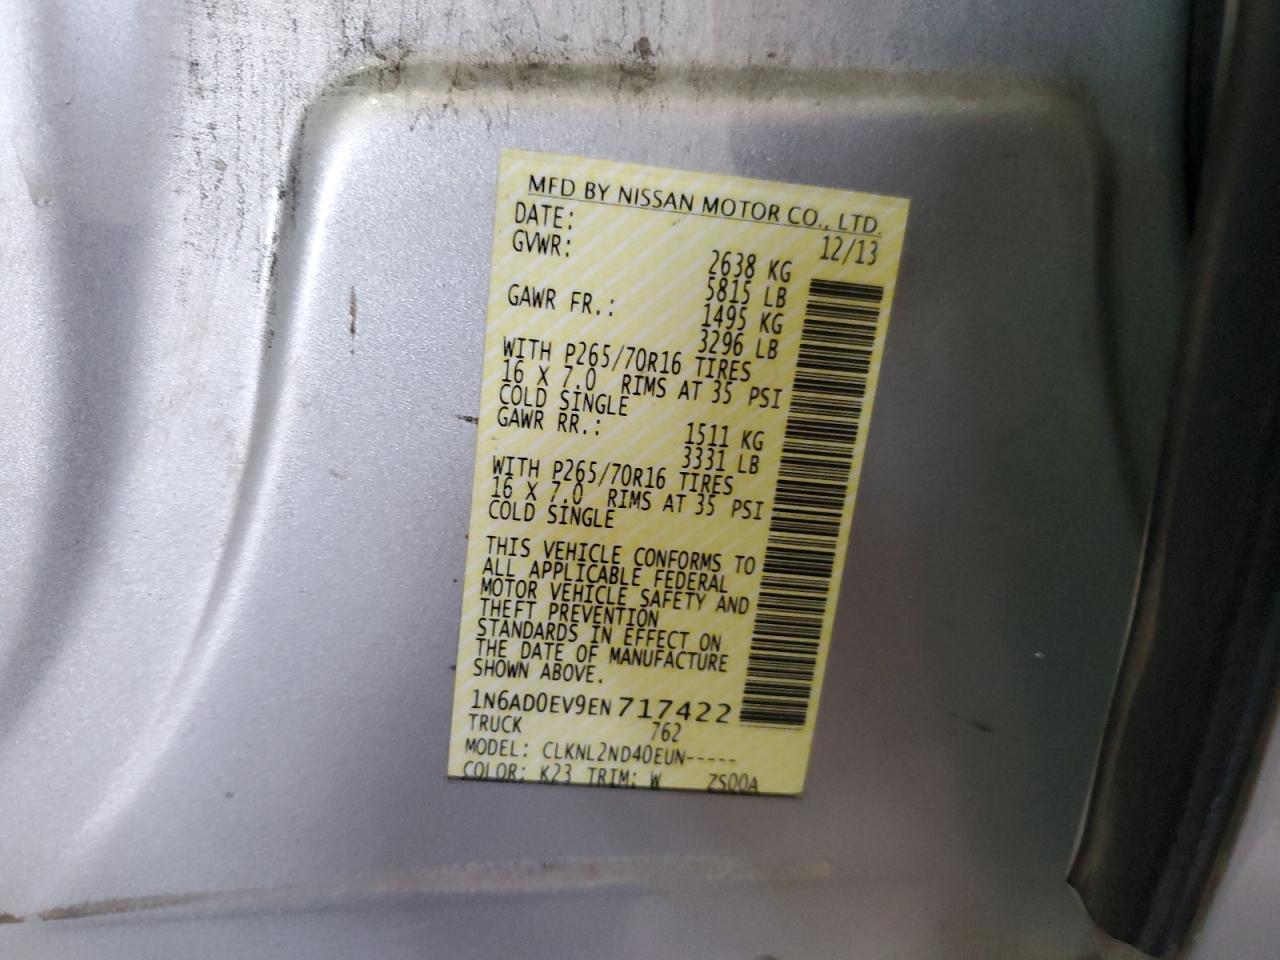 MFD BY NISSAN MOTOR CO., LTD.
DATE: 12/13
GVWR: 2638 KG
5815 LB
GAWR FR.: 1495 KG
3296 LB
WITH P265/70R16 TIRES
16 X 7.0 RIMS AT 35 PSI
COLD SINGLE
GAWR RR.: 1511 KG
3331 LB
WITH P265/70R16 TIRES
16 X 7.0 RIMS AT 35 PSI
COLD SINGLE
THIS VEHICLE CONFORMS TO
ALL APPLICABLE FEDERAL
MOTOR VEHICLE SAFETY AND
THEFT PREVENTION
STANDARDS IN EFFECT ON
THE DATE OF MANUFACTURE
SHOWN ABOVE.
1N6AD0EV9EN717422
TRUCK 762
MODEL: CLKNL2ND40EUN-----
COLOR: K23 TRIM: W ZS00A